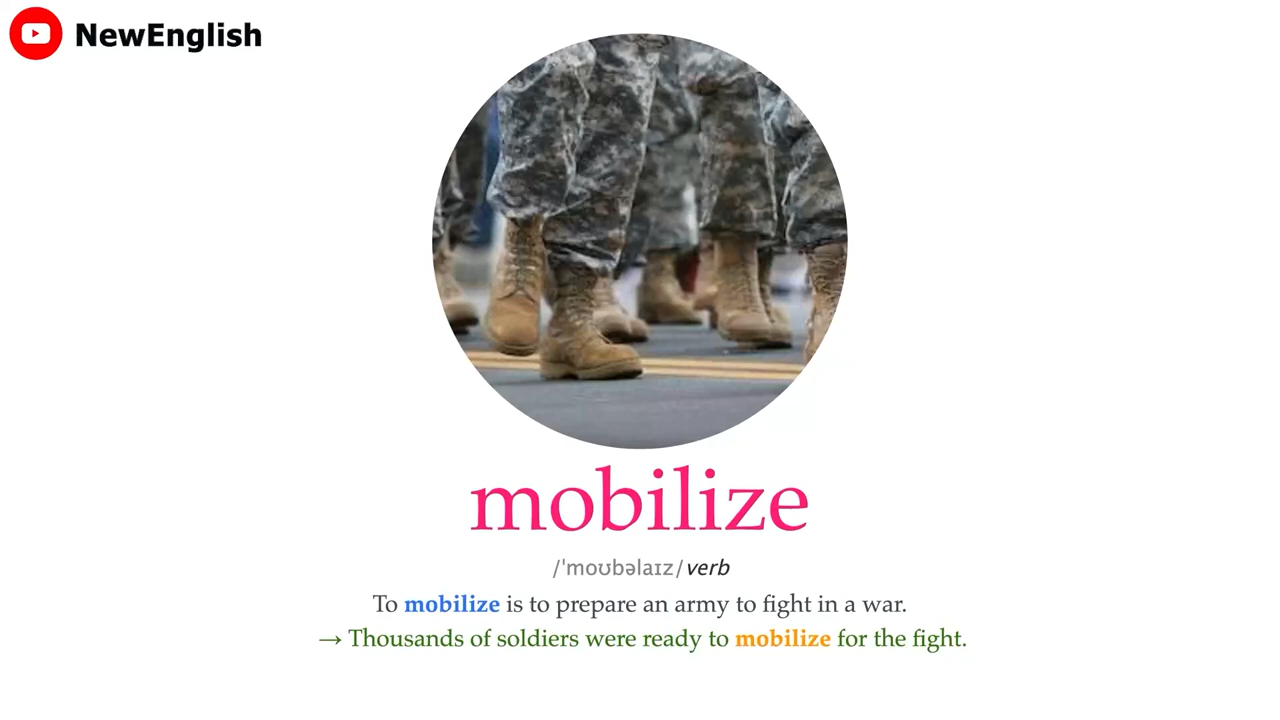 NewEnglish
mobilize
/ˈmoʊbəlaɪz/verb
To mobilize is to prepare an army to fight in a war.
→ Thousands of soldiers were ready to mobilize for the fight.